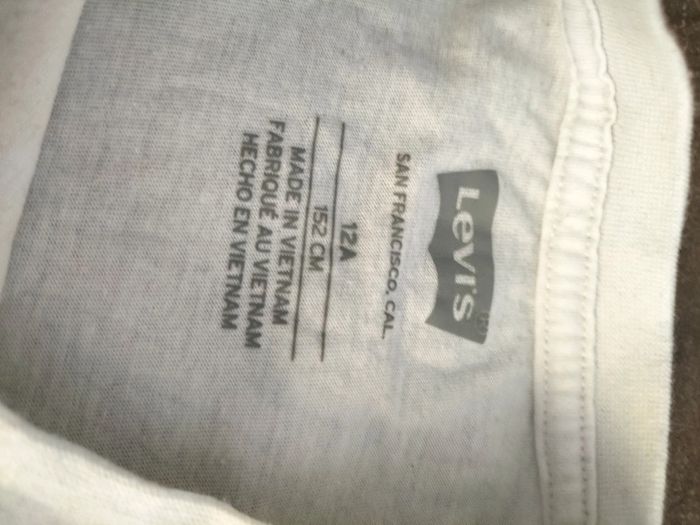 LEVI'S
SAN FRANCISCO, CAL.
12A
152 CM
MADE IN VIETNAM
FABRIQUÉ AU VIETNAM
HECHO EN VIETNAM